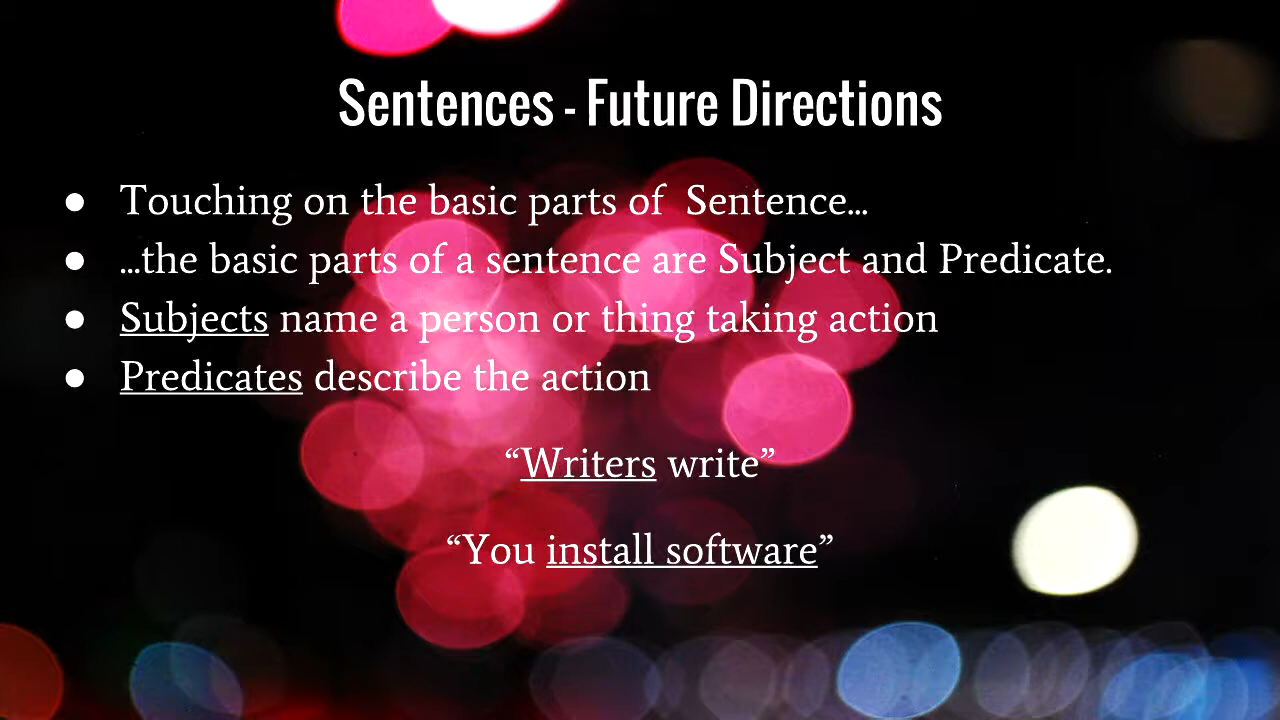 Sentences - Future Directions
● Touching on the basic parts of  Sentence...
● ...the basic parts of a sentence are Subject and Predicate.
● Subjects name a person or thing taking action
● Predicates describe the action
“Writers write”
“You install software”